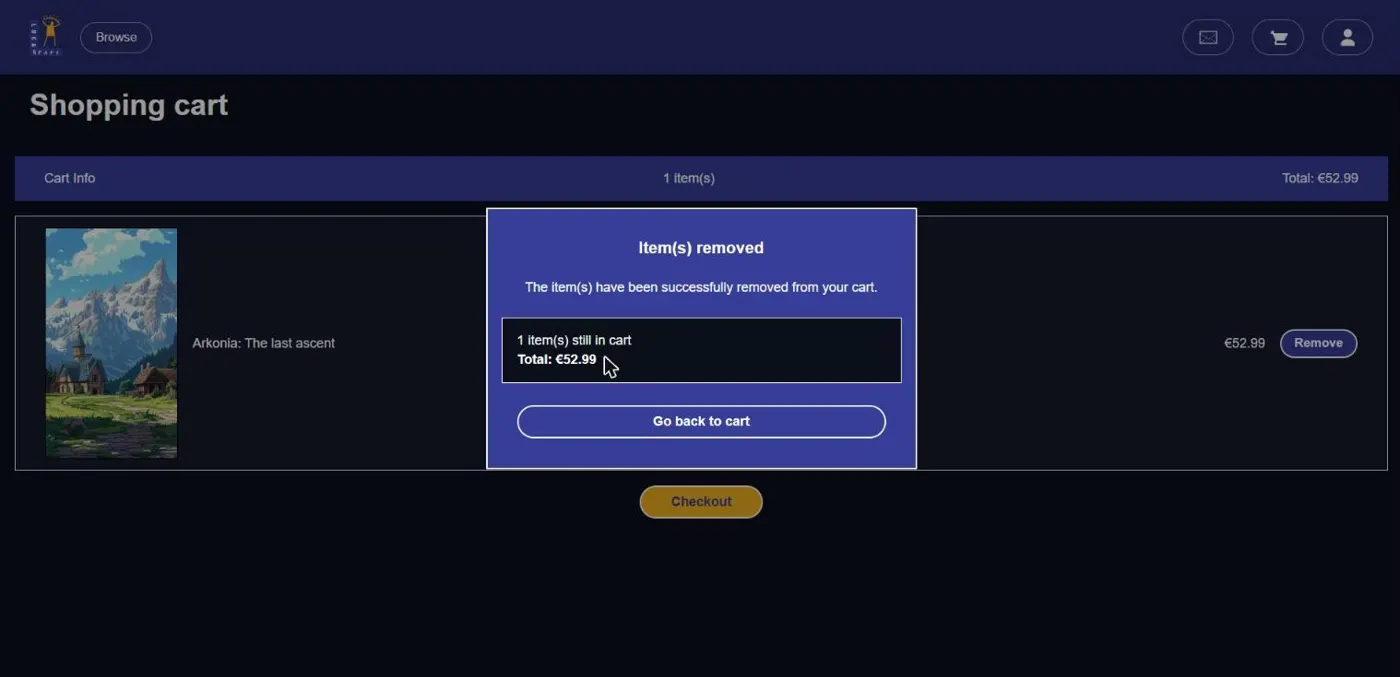 Browse
Shopping cart
Cart Info
1 item(s)
Total: €52.99
Item(s) removed
The item(s) have been successfully removed from your cart.
1 item(s) still in cart
Total: €52.99
Go back to cart
Arkonia: The last ascent
€52.99
Remove
Checkout